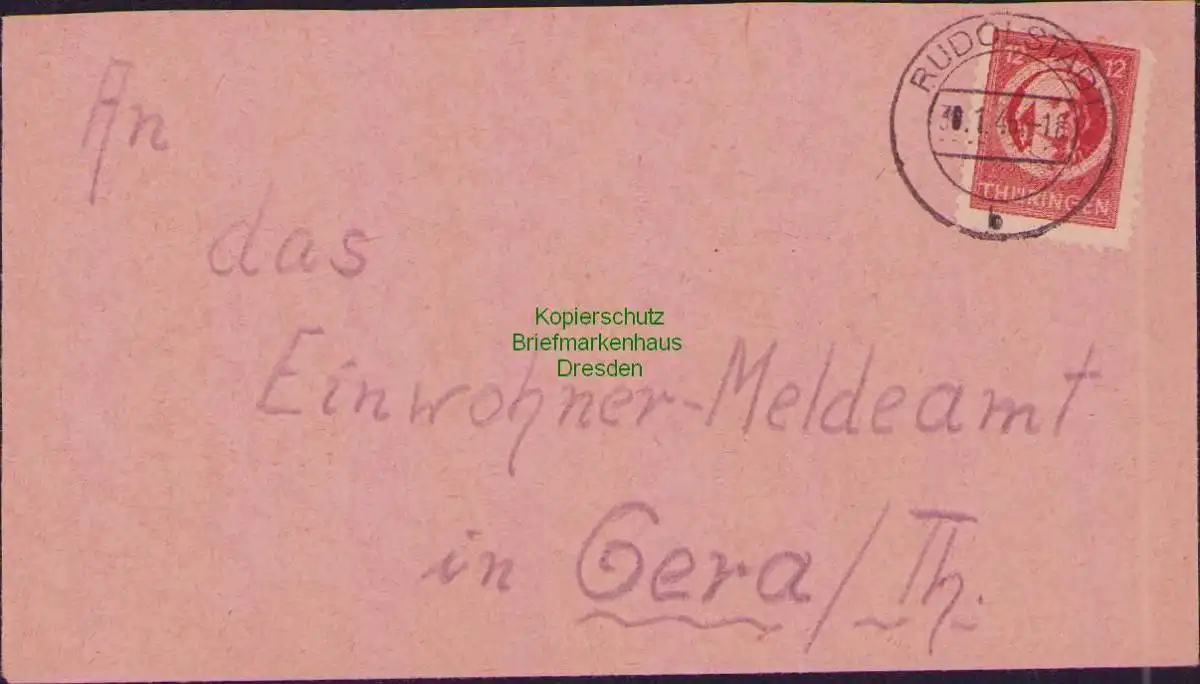 RUDOLSTADT
12 12
THÜRINGEN
b
An
das
Kopierschutz
Briefmarkenhaus
Dresden
Einwohner-Meldeamt
in Gera/Th.